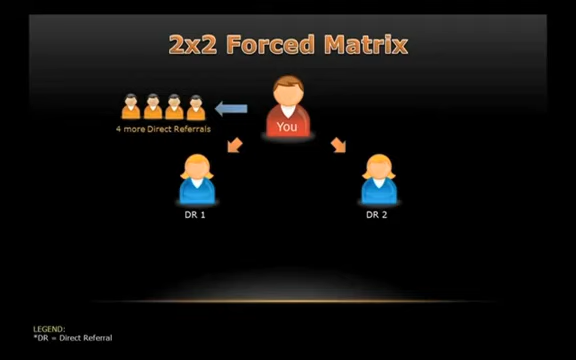 2x2 Forced Matrix
You
4 more Direct Referrals
DR 1
DR 2
LEGEND:
*DR = Direct Referral